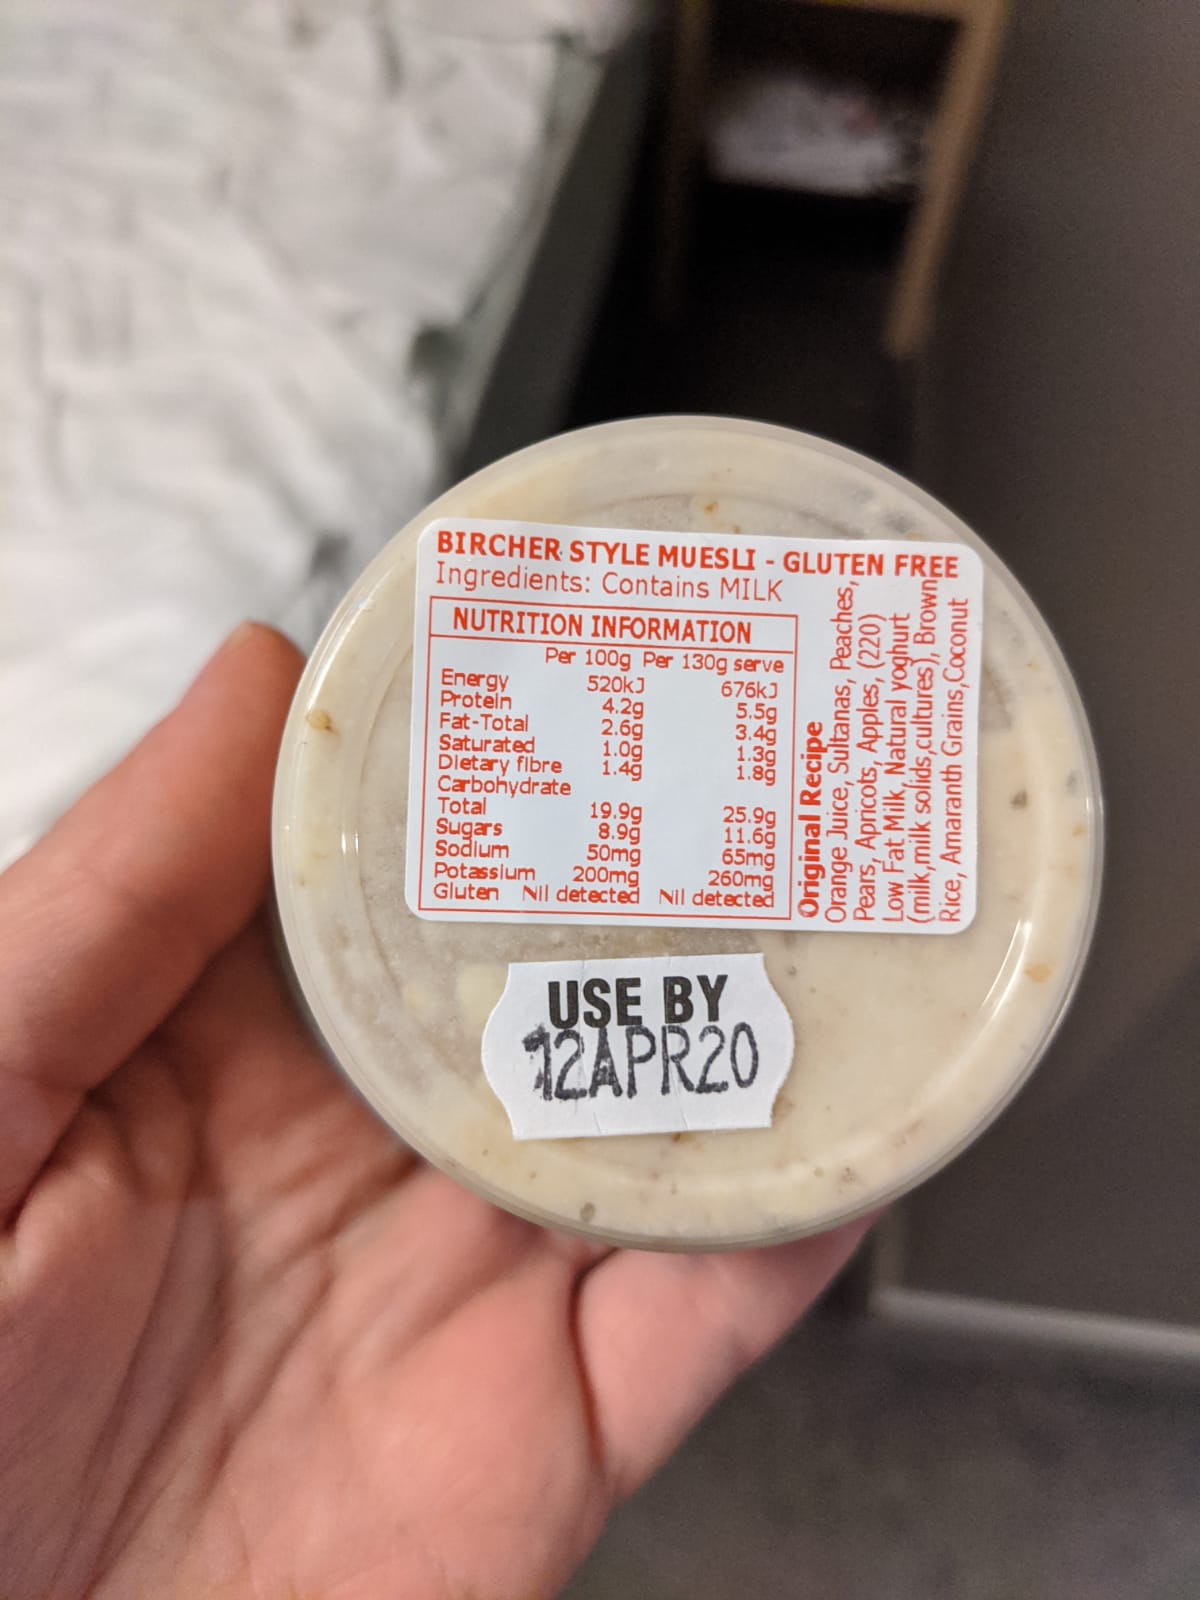 BIRCHER STYLE MUESLI - GLUTEN FREE
Ingredients: Contains MILK
NUTRITION INFORMATION
Per 100g Per 130g serve
Energy 520kJ 676kJ
Protein 4.2g 5.5g
Fat-Total 2.6g 3.4g
Saturated 1.0g 1.3g
Dietary fibre 1.4g 1.8g
Carbohydrate
Total 19.9g 25.9g
Sugars 8.9g 11.6g
Sodium 50mg 65mg
Potassium 200mg 260mg
Gluten Nil detected Nil detected
Original Recipe
Orange Juice, Sultanas, Peaches,
Pears, Apricots, Apples, (220)
Low Fat Milk, Natural yoghurt
(milk,milk solids,cultures), Brown
Rice, Amaranth Grains,Coconut
USE BY
12APR20